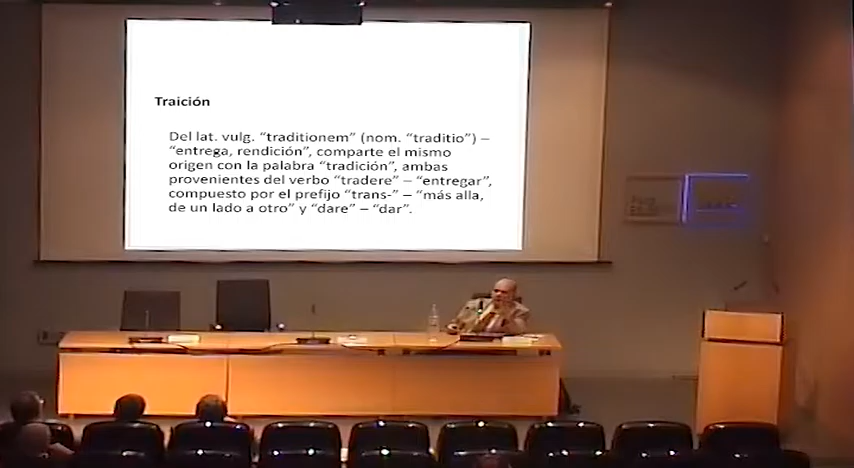 Traición
Del lat. vulg. “traditionem” (nom. “traditio”) –
“entrega, rendición”, comparte el mismo
origen con la palabra “tradición”, ambas
provenientes del verbo “tradere” – “entregar”,
compuesto por el prefijo “trans-” – “más alla,
de un lado a otro” y “dare” – “dar”.